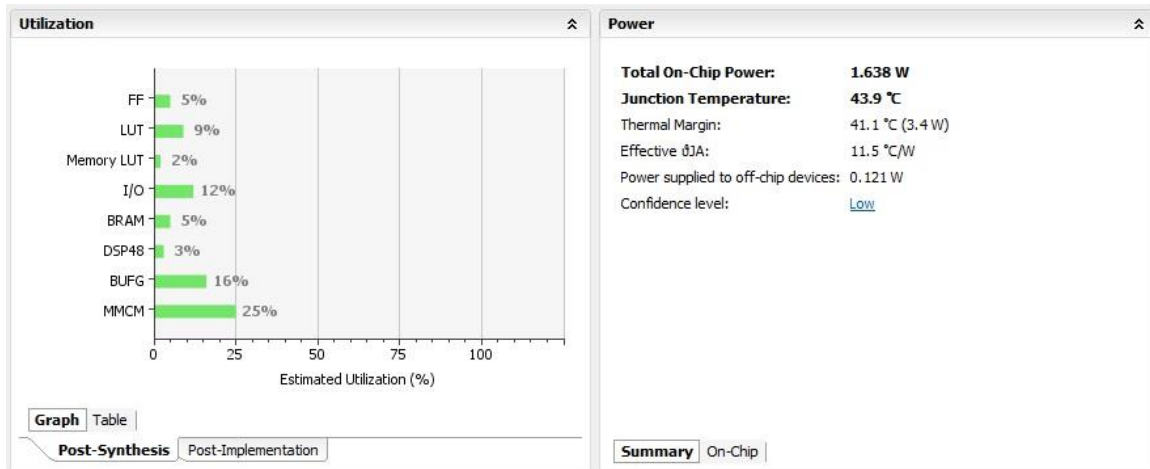 Utilization
FF 5%
LUT 9%
Memory LUT 2%
I/O 12%
BRAM 5%
DSP48 3%
BUFG 16%
MMCM 25%
0 25 50 75 100
Estimated Utilization (%)
Graph Table
Post-Synthesis Post-Implementation
Power
Total On-Chip Power: 1.638 W
Junction Temperature: 43.9 °C
Thermal Margin: 41.1 °C (3.4 W)
Effective ϑJA: 11.5 °C/W
Power supplied to off-chip devices: 0.121 W
Confidence level: Low
Summary On-Chip